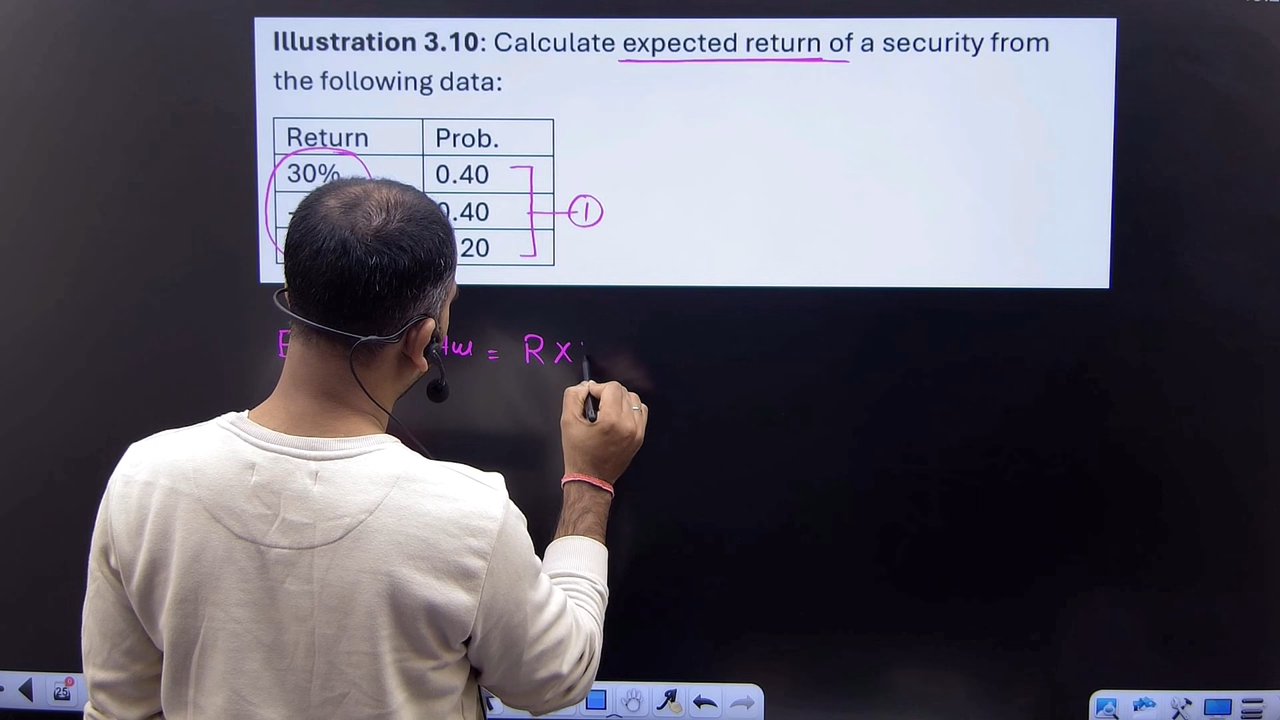 Illustration 3.10: Calculate expected return of a security from
the following data:
Return Prob.
30% 0.40
0.40
20
1
= R X
25